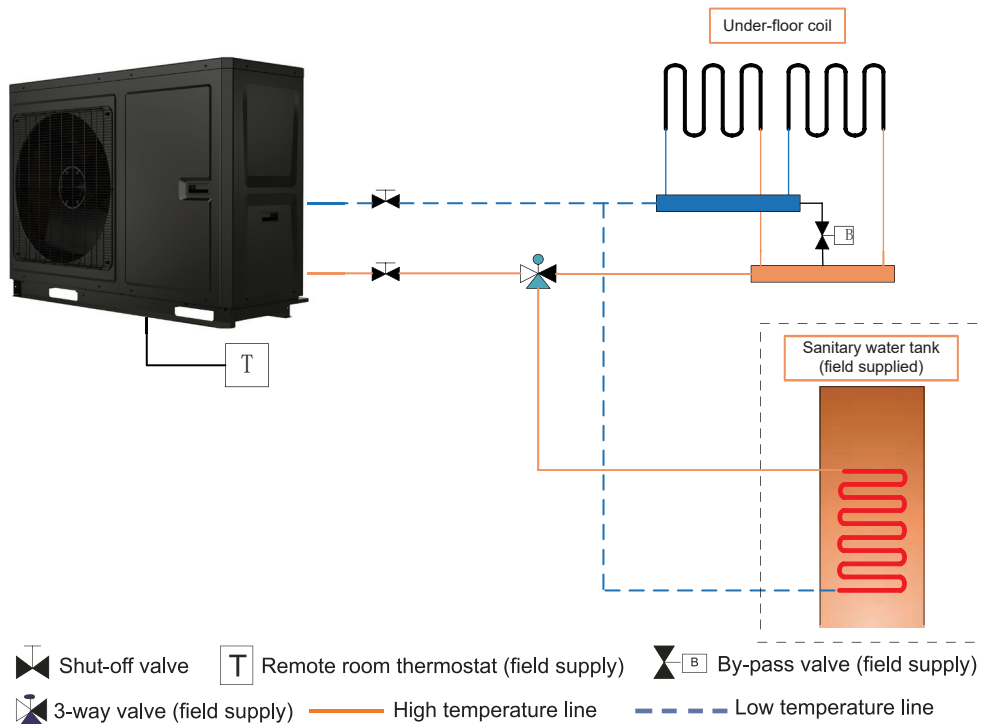 Under-floor coil
B
Sanitary water tank
(field supplied)
T
Shut-off valve
T Remote room thermostat (field supply)
B By-pass valve (field supply)
3-way valve (field supply)
High temperature line
Low temperature line